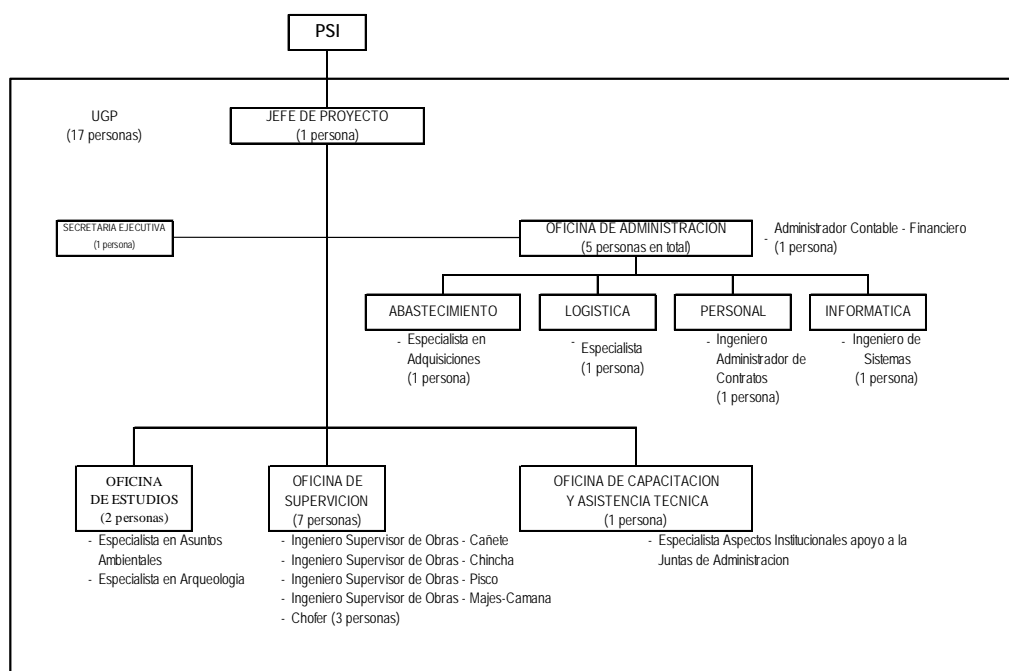 PSI
UGP
(17 personas)
JEFE DE PROYECTO
(1 persona)
SECRETARIA EJECUTIVA
(1 persona)
OFICINA DE ADMINISTRACION
(5 personas en total)
- Administrador Contable - Financiero
(1 persona)
ABASTECIMIENTO
- Especialista en
Adquisiciones
(1 persona)
LOGISTICA
- Especialista
(1 persona)
PERSONAL
- Ingeniero
Administrador de
Contratos
(1 persona)
INFORMATICA
- Ingeniero de
Sistemas
(1 persona)
OFICINA
DE ESTUDIOS
(2 personas)
- Especialista en Asuntos
Ambientales
- Especialista en Arqueologia
OFICINA DE
SUPERVICION
(7 personas)
- Ingeniero Supervisor de Obras - Cañete
- Ingeniero Supervisor de Obras - Chincha
- Ingeniero Supervisor de Obras - Pisco
- Ingeniero Supervisor de Obras - Majes-Camana
- Chofer (3 personas)
OFICINA DE CAPACITACION
Y ASISTENCIA TECNICA
(1 persona)
- Especialista Aspectos Institucionales apoyo a la
Juntas de Administracion